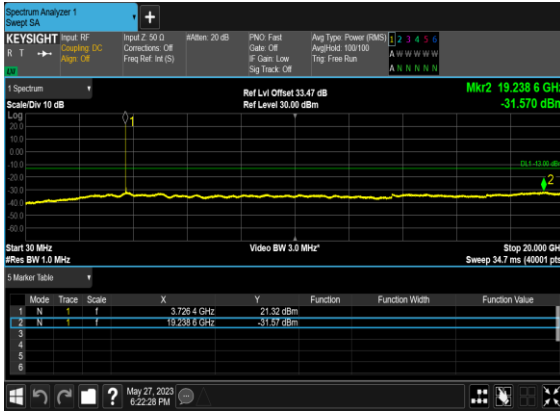 Spectrum Analyzer 1
Swept SA
+
KEYSIGHT Input: RF Input Z: 50 Ω #Atten: 20 dB PNO: Fast Avg Type: Power (RMS) 1 2 3 4 5 6
R T Coupling: DC Corrections: Off Gate: Off Avg|Hold: 100/100 A W W W W W
Align: Off Freq Ref: Int (S) IF Gain: Low Trig: Free Run
Sig Track: Off A N N N N N
1 Spectrum
Ref Lvl Offset 33.47 dB Mkr2 19.238 6 GHz
Scale/Div 10 dB Ref Level 30.00 dBm -31.570 dBm
Log
1
20.0
10.0
0.00
-10.0
DL1 -13.00 dBm
-20.0
2
-30.0
-40.0
-50.0
-60.0
Start 30 MHz Video BW 3.0 MHz* Stop 20.000 GH
#Res BW 1.0 MHz Sweep 34.7 ms (40001 pts
5 Marker Table
Mode Trace Scale X Y Function Function Width Function Value
1 N 1 f 3.726 4 GHz 21.32 dBm
2 N 1 f 19.238 6 GHz -31.57 dBm
3
4
5
6
? May 27, 2023
6:22:28 PM